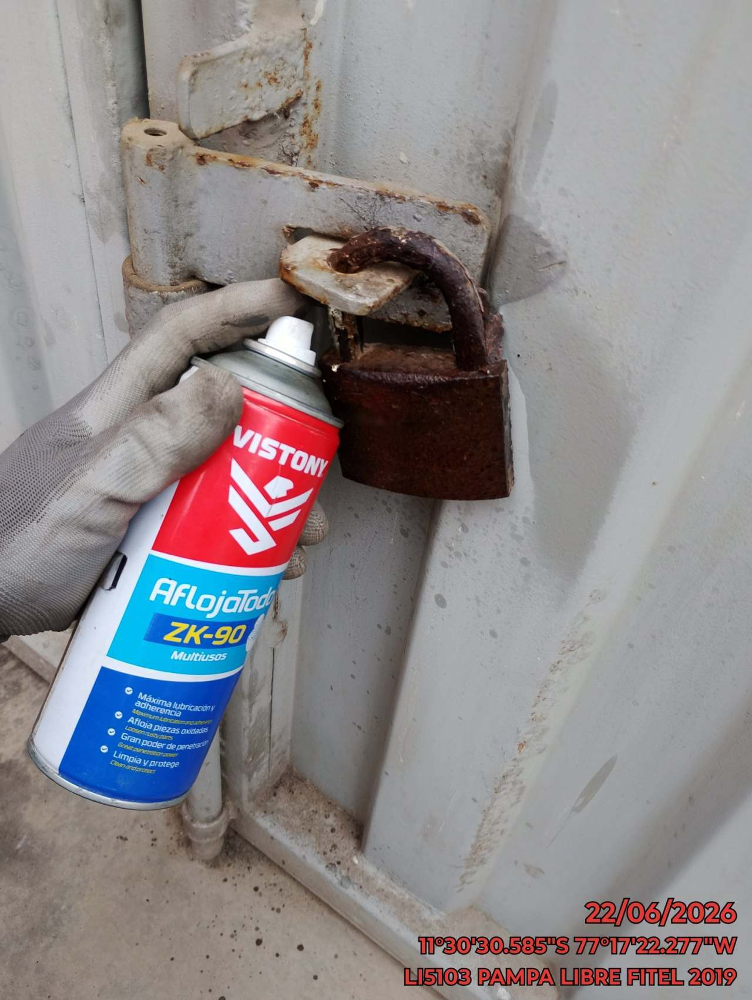 VISTONY
AflojaTodo
ZK-90
Multiusos
Máxima lubricación y
adherencia
Maximum lubrication and adherence
Afloja piezas oxidadas.
Loosen rusty parts.
Gran poder de penetración
Great penetration power
Limpia y protege.
Clean and protect.
22/06/2026
11°30'30.585"S 77°17'22.277"W
LI5103 PAMPA LIBRE FITEL 2019